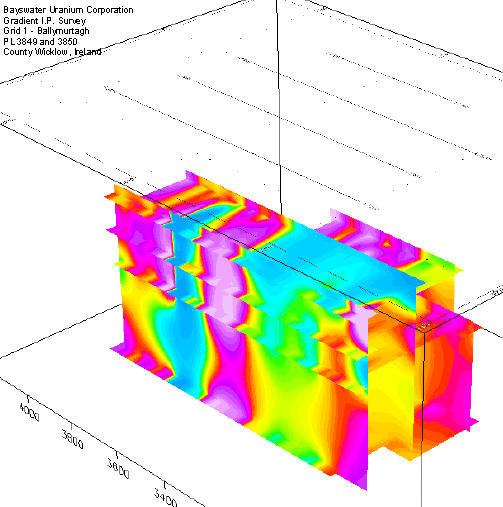 Bayswater Uranium Corporation
Gradient I.P. Survey
Grid 1 - Ballymurtagh
PL 3849 and 3850
County Wicklow, Ireland
4000
3800
3600
3400